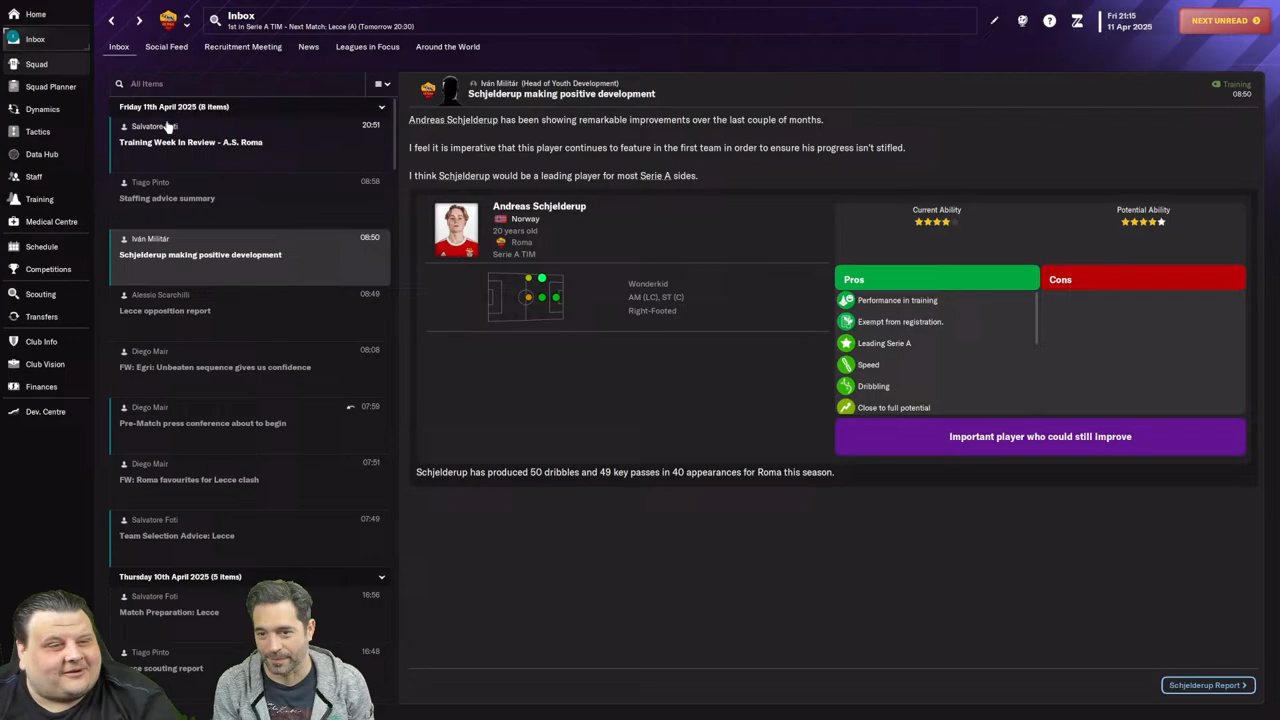 Home
Inbox
Squad
Squad Planner
Dynamics
Tactics
Data Hub
Staff
Training
Medical Centre
Schedule
Competitions
Scouting
Transfers
Club Info
Club Vision
Finances
Dev. Centre
Inbox
1st in Serie A TIM - Next Match: Lecce (A) (Tomorrow 20:30)
Fri 21:15
11 Apr 2025
NEXT UNREAD
Inbox
Social Feed
Recruitment Meeting
News
Leagues in Focus
Around the World
All Items
Friday 11th April 2025 (8 items)
Salvatore Foti 20:51
Training Week In Review - A.S. Roma
Tiago Pinto 08:58
Staffing advice summary
Iván Militár 08:50
Schjelderup making positive development
Alessio Scarchilli 08:49
Lecce opposition report
Diego Mair 08:08
FW: Egri: Unbeaten sequence gives us confidence
Diego Mair 07:59
Pre-Match press conference about to begin
Diego Mair 07:51
FW: Roma favourites for Lecce clash
Salvatore Foti 07:49
Team Selection Advice: Lecce
Thursday 10th April 2025 (5 items)
Salvatore Foti 16:56
Match Preparation: Lecce
Tiago Pinto 16:48
scouting report
Iván Militár (Head of Youth Development)
Schjelderup making positive development
Training
08:50
Andreas Schjelderup has been showing remarkable improvements over the last couple of months.
I feel it is imperative that this player continues to feature in the first team in order to ensure his progress isn't stifled.
I think Schjelderup would be a leading player for most Serie A sides.
Andreas Schjelderup
Norway
20 years old
Roma
Serie A TIM
Wonderkid
AM (LC), ST (C)
Right-Footed
Current Ability
Potential Ability
Pros
Cons
Performance in training
Exempt from registration.
Leading Serie A
Speed
Dribbling
Close to full potential
Important player who could still improve
Schjelderup has produced 50 dribbles and 49 key passes in 40 appearances for Roma this season.
Schjelderup Report